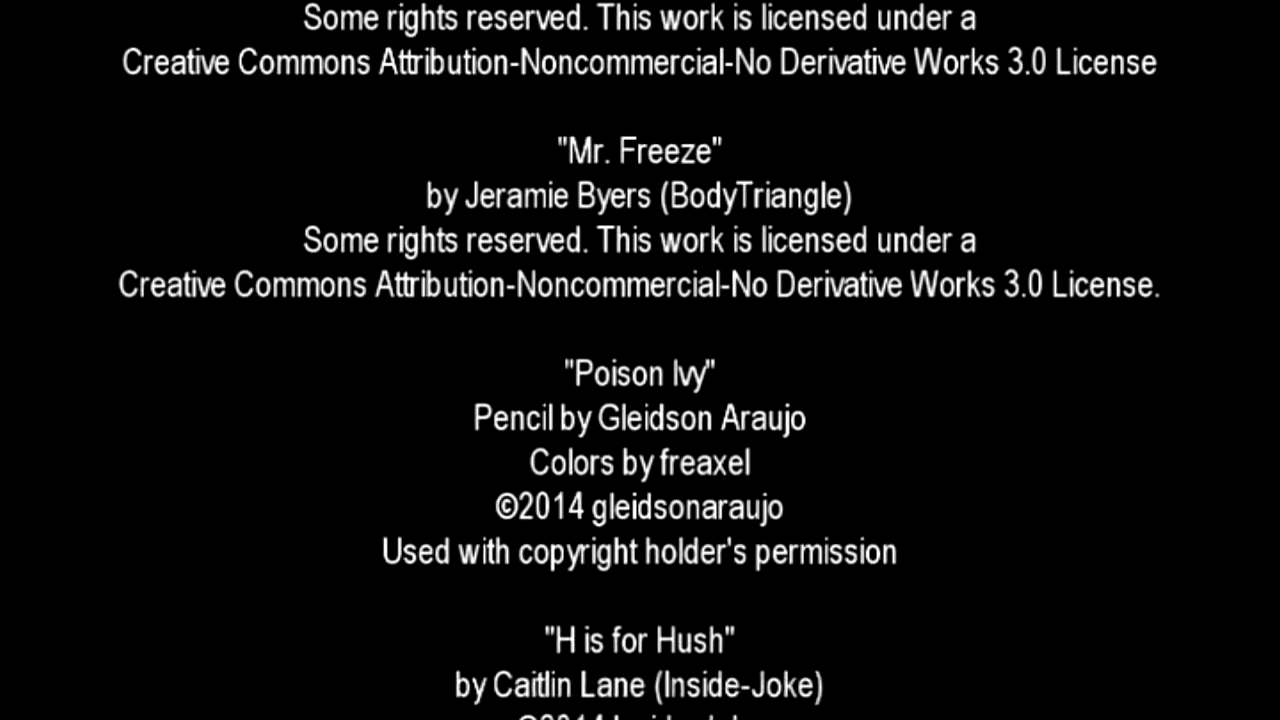 Some rights reserved. This work is licensed under a
Creative Commons Attribution-Noncommercial-No Derivative Works 3.0 License
"Mr. Freeze"
by Jeramie Byers (BodyTriangle)
Some rights reserved. This work is licensed under a
Creative Commons Attribution-Noncommercial-No Derivative Works 3.0 License.
"Poison Ivy"
Pencil by Gleidson Araujo
Colors by freaxel
©2014 gleidsonaraujo
Used with copyright holder's permission
"H is for Hush"
by Caitlin Lane (Inside-Joke)